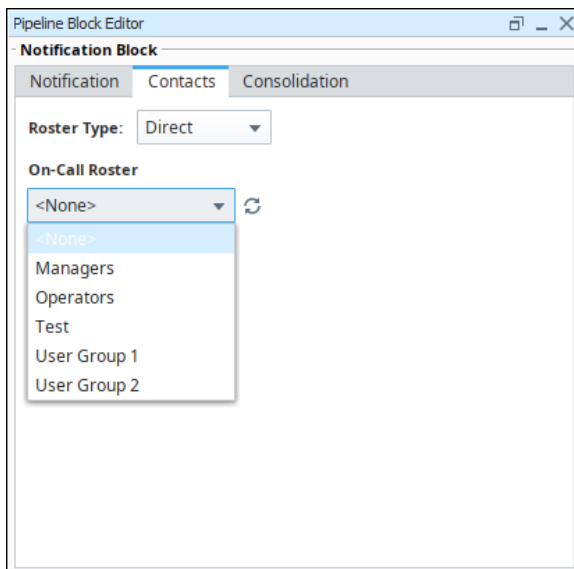 Pipeline Block Editor
Notification Block
Notification Contacts Consolidation
Roster Type: Direct
On-Call Roster
<None>
<None>
Managers
Operators
Test
User Group 1
User Group 2